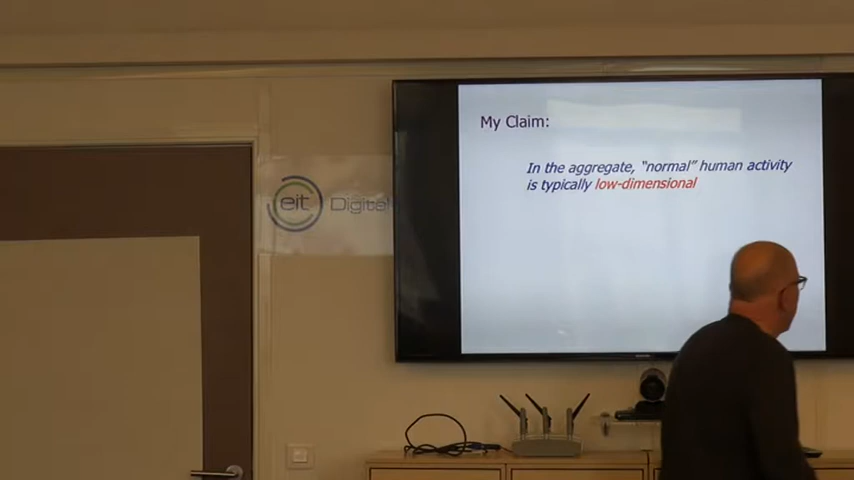 My Claim:
In the aggregate, "normal" human activity
is typically low-dimensional
eit Digital